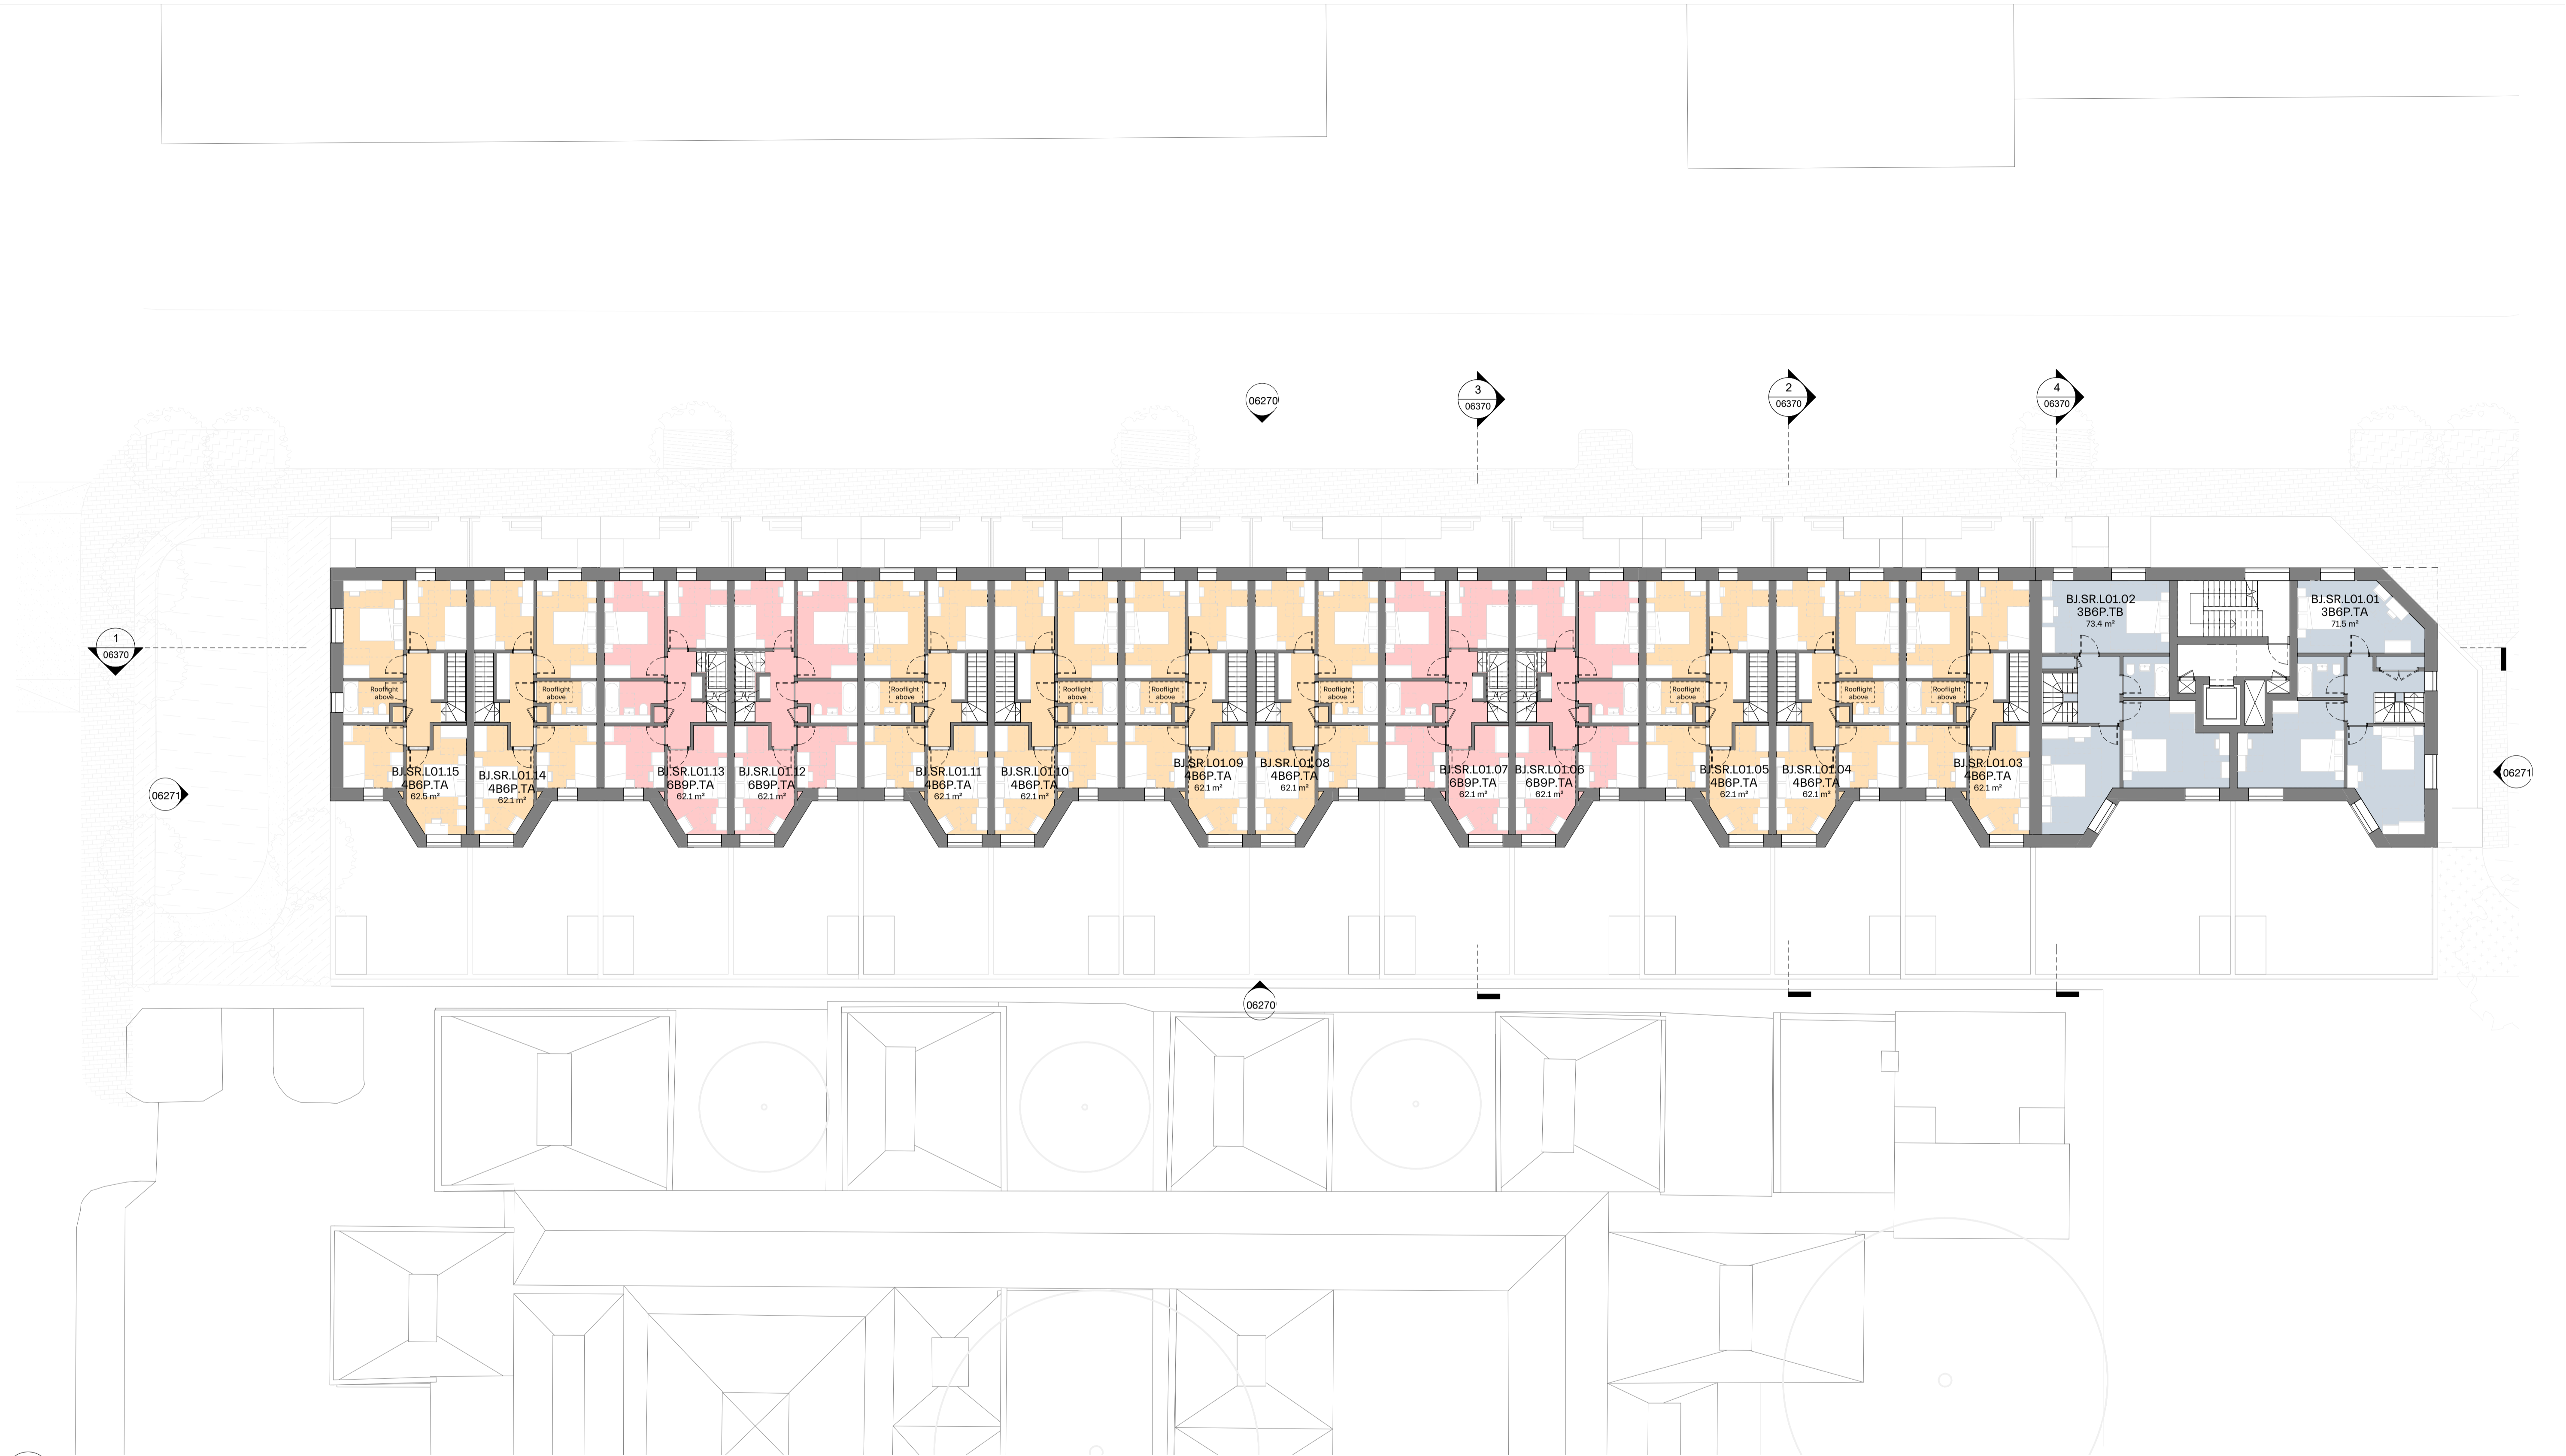 06270
3
06370
2
06370
4
06370
1
06370
BJ.SR.L01.02
3B6P.TB
73.4 m²
BJ.SR.L01.01
3B6P.TA
71.5 m²
Rooflight
above
Rooflight
above
Rooflight
above
Rooflight
above
Rooflight
above
Rooflight
above
Rooflight
above
Rooflight
above
Rooflight
above
06271
BJ.SR.L01.15
4B6P.TA
62.5 m²
BJ.SR.L01.14
4B6P.TA
62.1 m²
BJ.SR.L01.13
6B9P.TA
62.1 m²
BJ.SR.L01.12
6B9P.TA
62.1 m²
BJ.SR.L01.11
4B6P.TA
62.1 m²
BJ.SR.L01.10
4B6P.TA
62.1 m²
BJ.SR.L01.09
4B6P.TA
62.1 m²
BJ.SR.L01.08
4B6P.TA
62.1 m²
BJ.SR.L01.07
6B9P.TA
62.1 m²
BJ.SR.L01.06
6B9P.TA
62.1 m²
BJ.SR.L01.05
4B6P.TA
62.1 m²
BJ.SR.L01.04
4B6P.TA
62.1 m²
BJ.SR.L01.03
4B6P.TA
62.1 m²
06271
06270